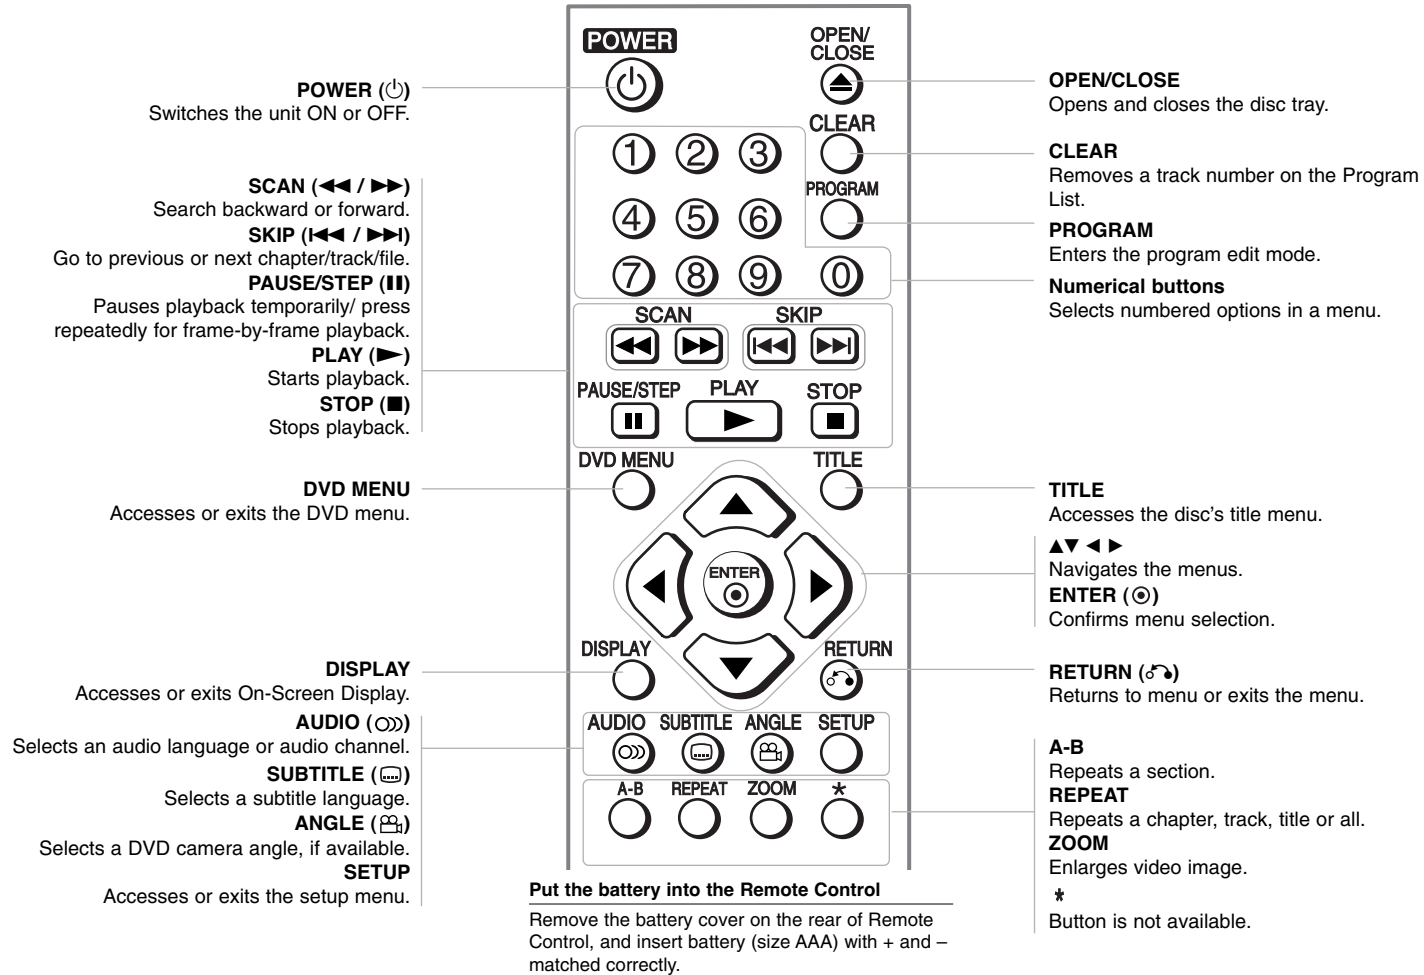 POWER (⏻)
Switches the unit ON or OFF.
SCAN (◀◀ / ▶▶)
Search backward or forward.
SKIP (I◀◀ / ▶▶I)
Go to previous or next chapter/track/file.
PAUSE/STEP (II)
Pauses playback temporarily/ press
repeatedly for frame-by-frame playback.
PLAY (▶)
Starts playback.
STOP (■)
Stops playback.
DVD MENU
Accesses or exits the DVD menu.
DISPLAY
Accesses or exits On-Screen Display.
AUDIO
Selects an audio language or audio channel.
SUBTITLE
Selects a subtitle language.
ANGLE
Selects a DVD camera angle, if available.
SETUP
Accesses or exits the setup menu.
POWER
OPEN/
CLOSE
CLEAR
1 2 3
PROGRAM
4 5 6
7 8 9 0
SCAN SKIP
PAUSE/STEP PLAY STOP
DVD MENU TITLE
ENTER
DISPLAY RETURN
AUDIO SUBTITLE ANGLE SETUP
A-B REPEAT ZOOM *
Put the battery into the Remote Control
Remove the battery cover on the rear of Remote
Control, and insert battery (size AAA) with + and –
matched correctly.
OPEN/CLOSE
Opens and closes the disc tray.
CLEAR
Removes a track number on the Program
List.
PROGRAM
Enters the program edit mode.
Numerical buttons
Selects numbered options in a menu.
TITLE
Accesses the disc's title menu.
▲▼ ◀ ▶
Navigates the menus.
ENTER (◉)
Confirms menu selection.
RETURN
Returns to menu or exits the menu.
A-B
Repeats a section.
REPEAT
Repeats a chapter, track, title or all.
ZOOM
Enlarges video image.
*
Button is not available.